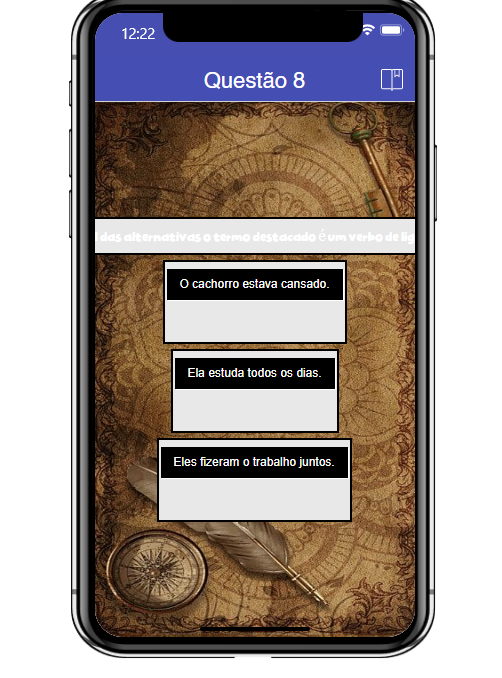 12:22
Questão 8
das alternativas o termo destacado é um verbo de lig
O cachorro estava cansado.
Ela estuda todos os dias.
Eles fizeram o trabalho juntos.